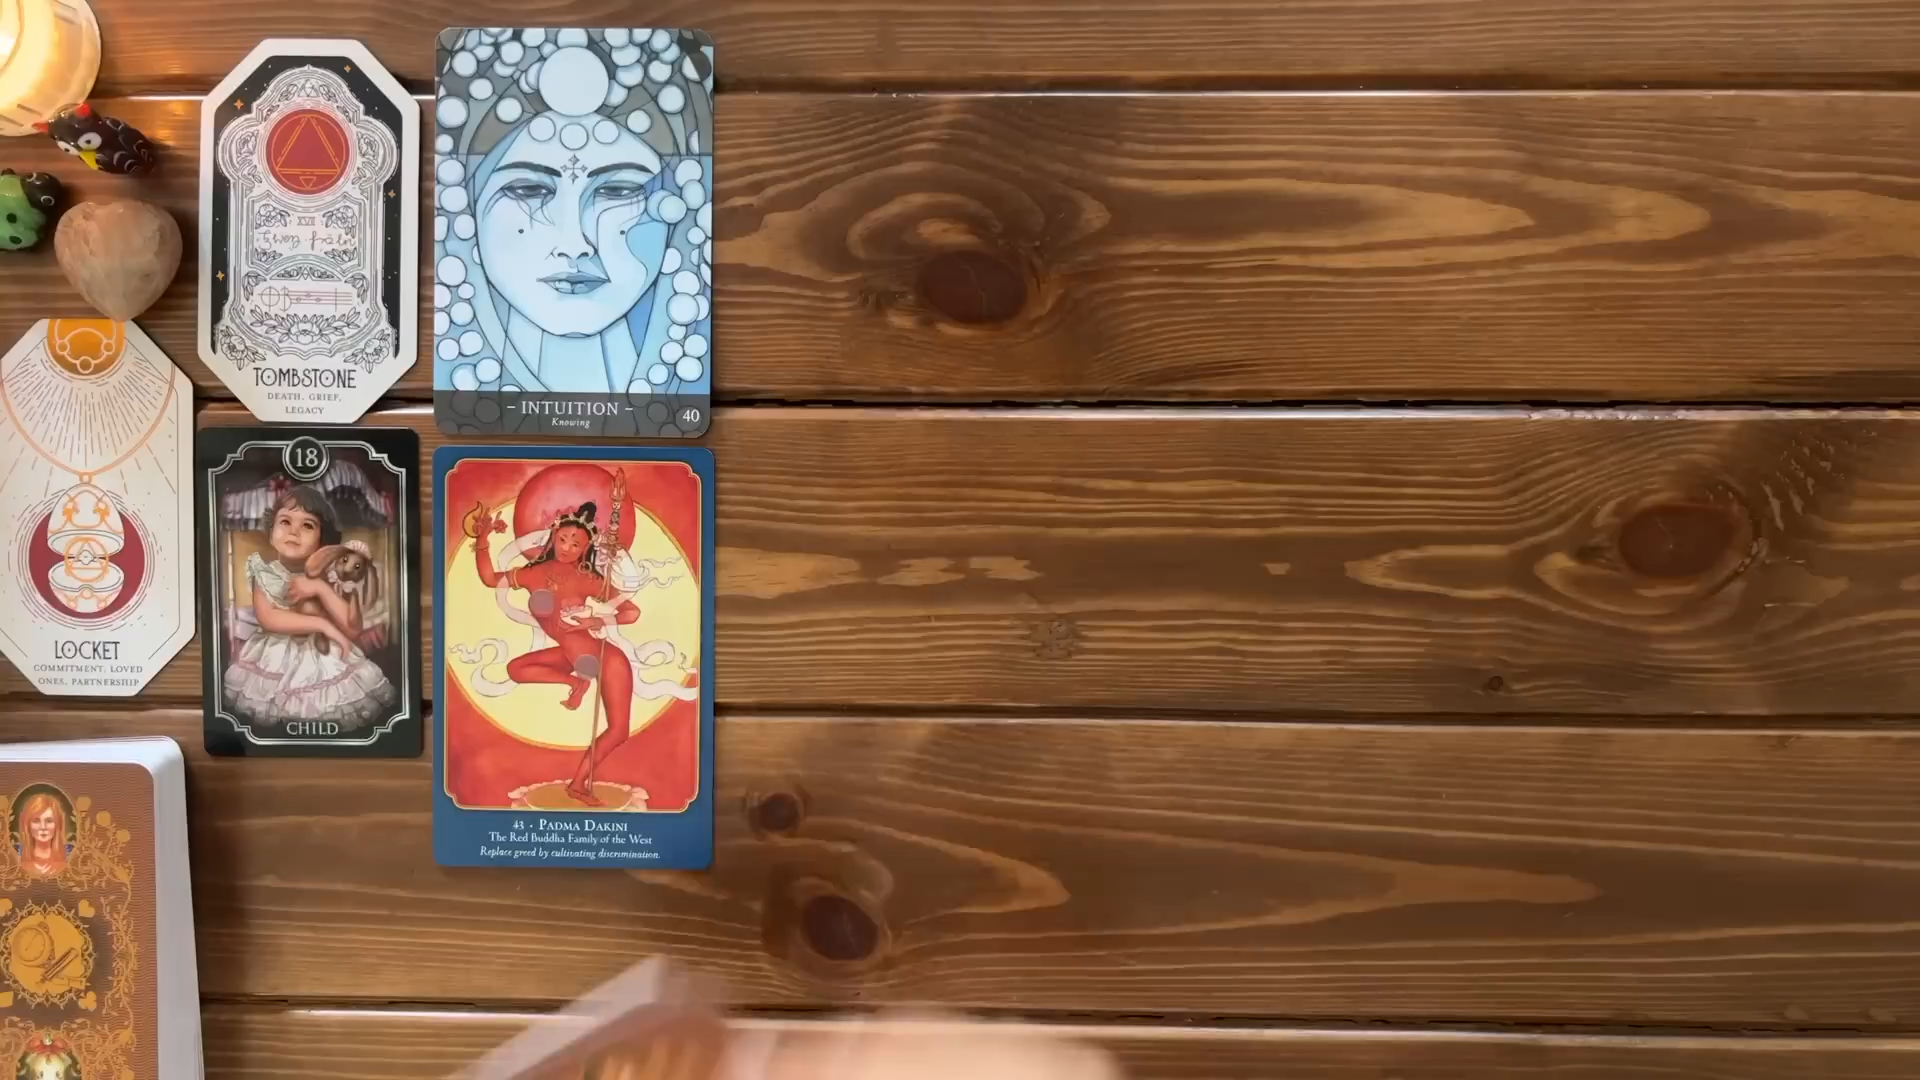 XVII
TOMBSTONE
DEATH, GRIEF,
LEGACY
- INTUITION -
Knowing
40
LOCKET
COMMITMENT, LOVED
ONES, PARTNERSHIP
18
CHILD
43 • PADMA DAKINI
The Red Buddha Family of the West
Replace greed by cultivating discrimination.